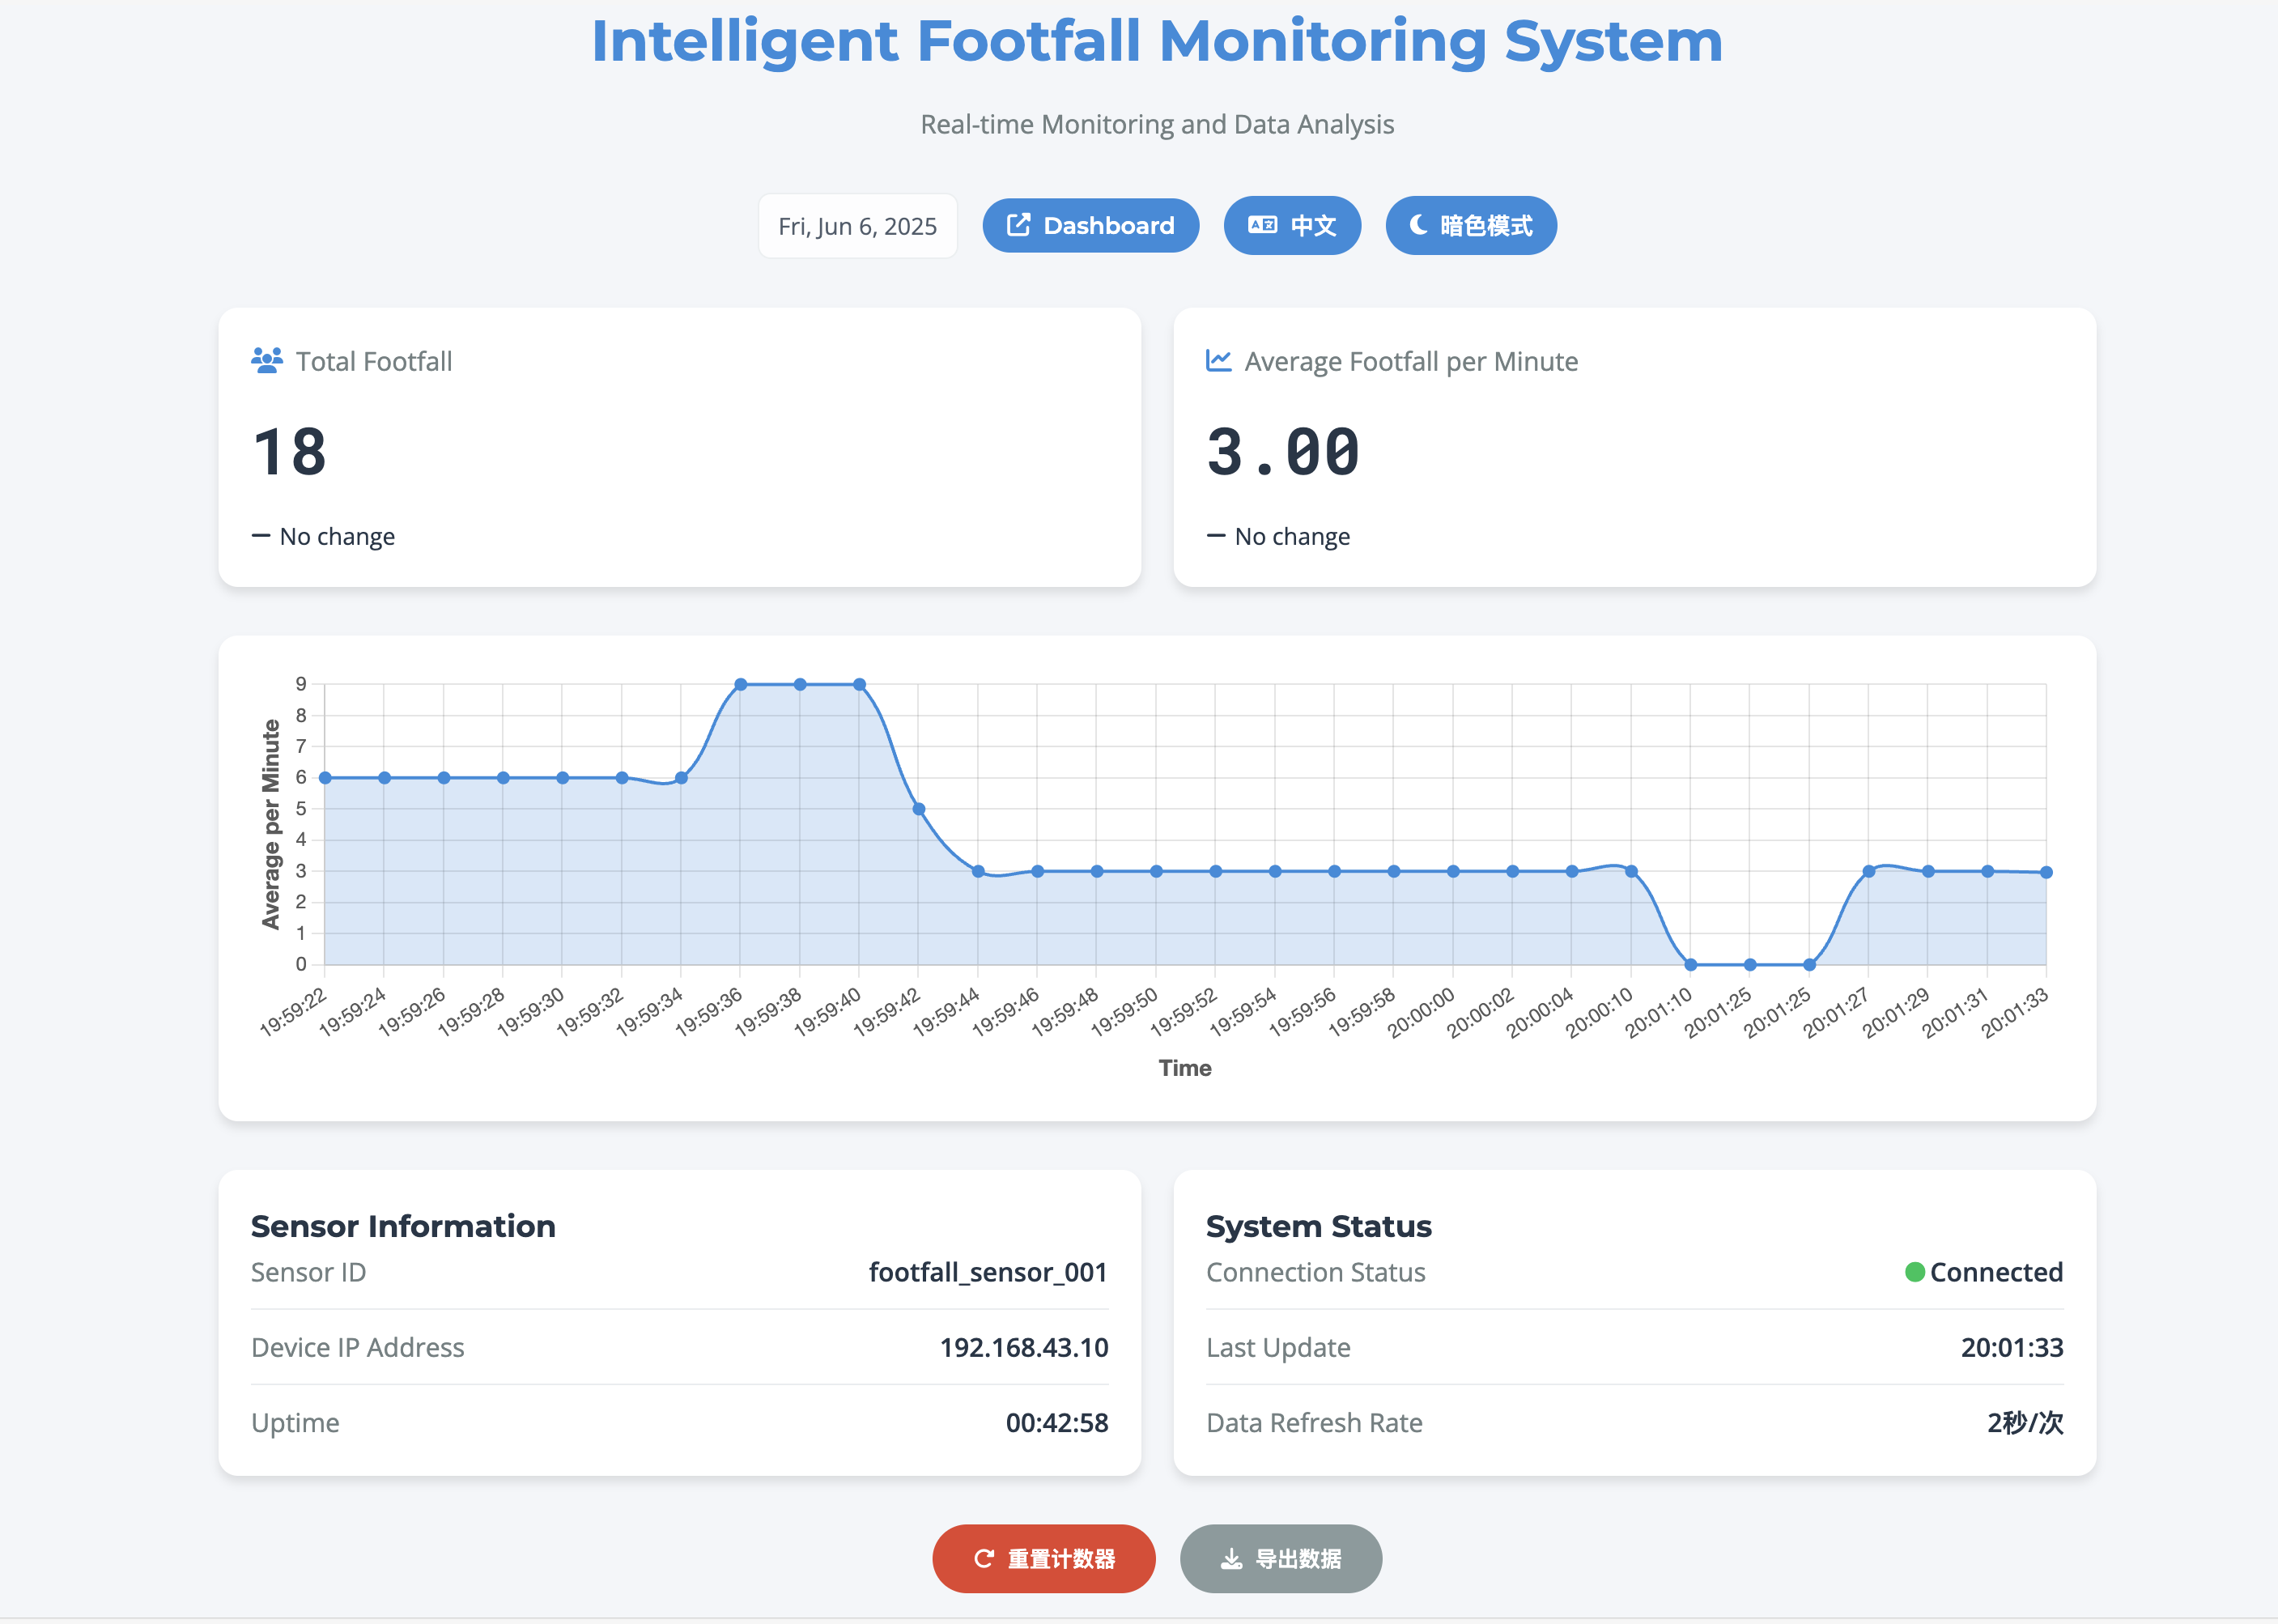 Intelligent Footfall Monitoring System
Real-time Monitoring and Data Analysis
Fri, Jun 6, 2025
Dashboard
中文
暗色模式
Total Footfall
18
No change
Average Footfall per Minute
3.00
No change
Average per Minute
9
8
7
6
5
4
3
2
1
0
19:59:22
19:59:24
19:59:26
19:59:28
19:59:30
19:59:32
19:59:34
19:59:36
19:59:38
19:59:40
19:59:42
19:59:44
19:59:46
19:59:48
19:59:50
19:59:52
19:59:54
19:59:56
19:59:58
20:00:00
20:00:02
20:00:04
20:00:10
20:01:10
20:01:25
20:01:25
20:01:27
20:01:29
20:01:31
20:01:33
Time
Sensor Information
Sensor ID footfall_sensor_001
Device IP Address 192.168.43.10
Uptime 00:42:58
System Status
Connection Status Connected
Last Update 20:01:33
Data Refresh Rate 2秒/次
重置计数器
导出数据